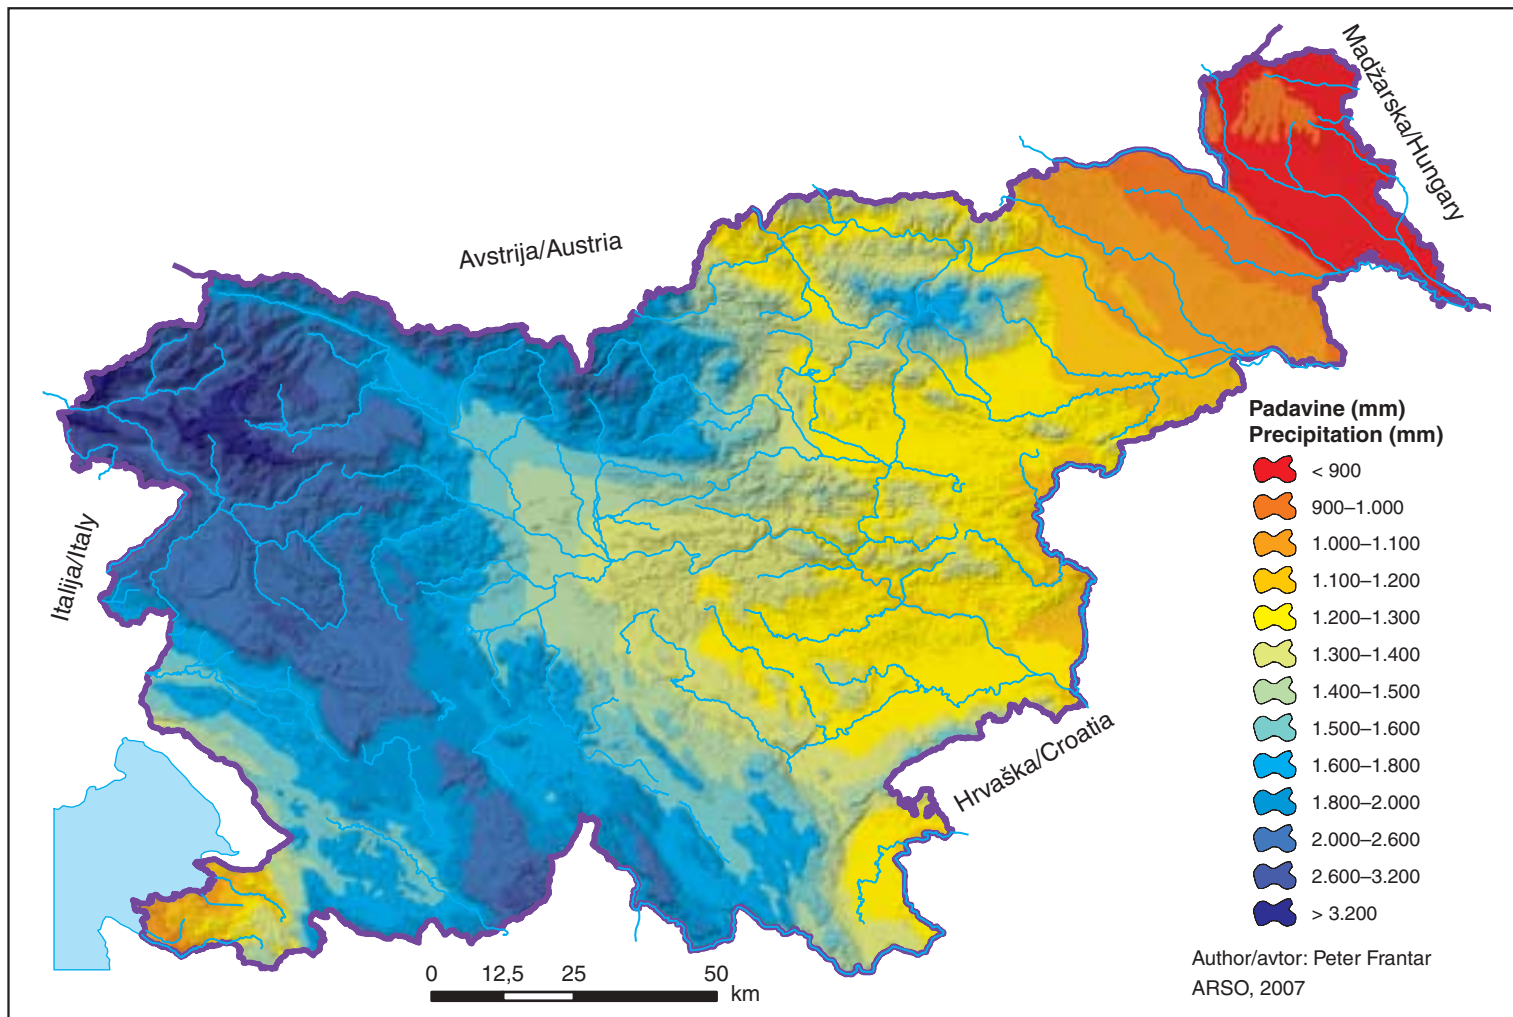 Madžarska/Hungary
Avstrija/Austria
Italija/Italy
Hrvaška/Croatia
Padavine (mm)
Precipitation (mm)
< 900
900–1.000
1.000–1.100
1.100–1.200
1.200–1.300
1.300–1.400
1.400–1.500
1.500–1.600
1.600–1.800
1.800–2.000
2.000–2.600
2.600–3.200
> 3.200
Author/avtor: Peter Frantar
ARSO, 2007
0 12,5 25 50
km